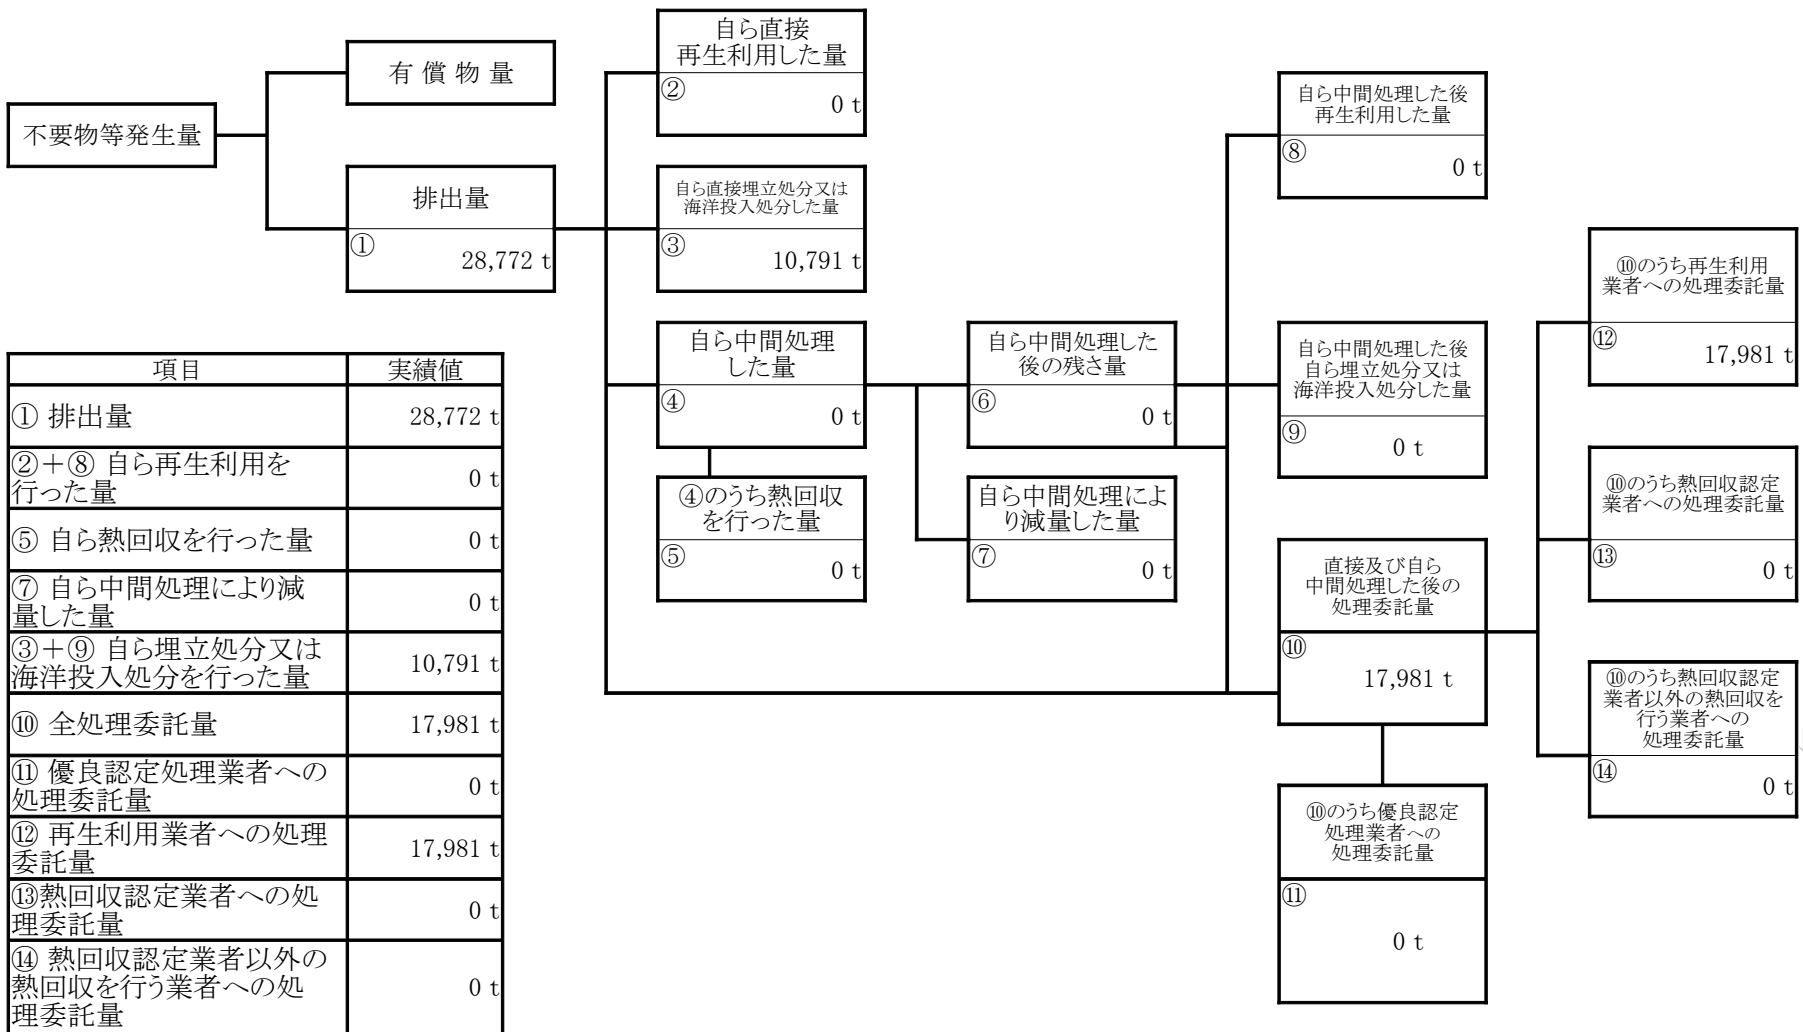 不要物等発生量
有償物量
排出量
①
28,772 t
自ら直接
再生利用した量
②
0 t
自ら直接埋立処分又は
海洋投入処分した量
③
10,791 t
自ら中間処理
した量
④
0 t
④のうち熱回収
を行った量
⑤
0 t
自ら中間処理した
後の残さ量
⑥
0 t
自ら中間処理によ
り減量した量
⑦
0 t
自ら中間処理した後
再生利用した量
⑧
0 t
自ら中間処理した後
自ら埋立処分又は
海洋投入処分した量
⑨
0 t
直接及び自ら
中間処理した後の
処理委託量
⑩
17,981 t
⑩のうち優良認定
処理業者への
処理委託量
⑪
0 t
⑩のうち再生利用
業者への処理委託量
⑫
17,981 t
⑩のうち熱回収認定
業者への処理委託量
⑬
0 t
⑩のうち熱回収認定
業者以外の熱回収を
行う業者への
処理委託量
⑭
0 t
項目 実績値
① 排出量 28,772 t
②＋⑧ 自ら再生利用を
行った量 0 t
⑤ 自ら熱回収を行った量 0 t
⑦ 自ら中間処理により減
量した量 0 t
③＋⑨ 自ら埋立処分又は
海洋投入処分を行った量 10,791 t
⑩ 全処理委託量 17,981 t
⑪ 優良認定処理業者への
処理委託量 0 t
⑫ 再生利用業者への処理
委託量 17,981 t
⑬熱回収認定業者への処
理委託量 0 t
⑭ 熱回収認定業者以外の
熱回収を行う業者への処
理委託量 0 t